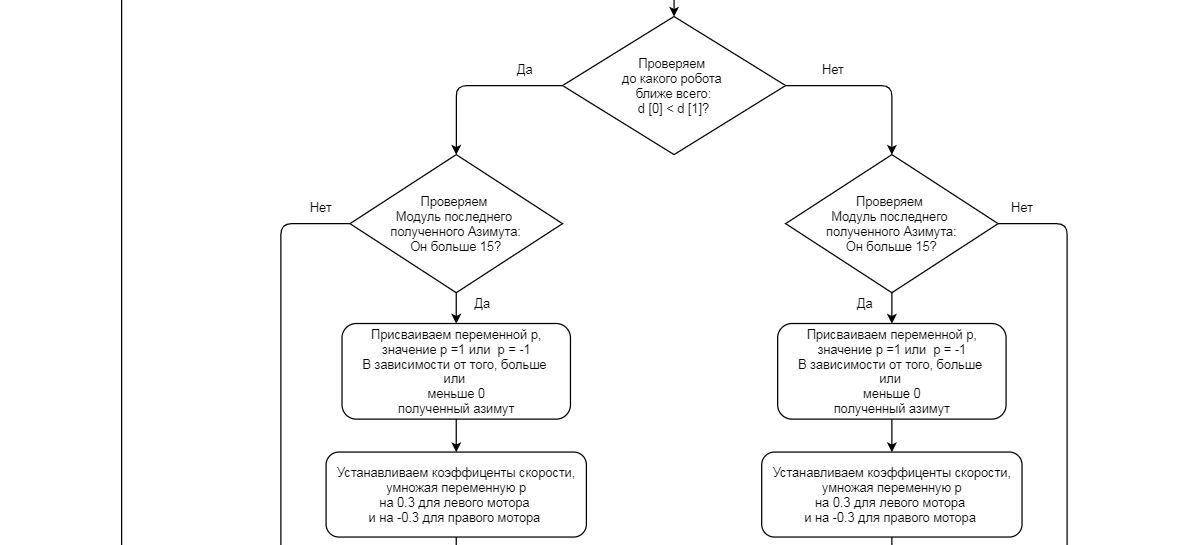 Проверяем
до какого робота
ближе всего:
d [0] < d [1]?
Да
Нет
Проверяем
Модуль последнего
полученного Азимута:
Он больше 15?
Нет
Да
Присваиваем переменной p,
значение p =1 или  p = -1
В зависимости от того, больше
или
меньше 0
полученный азимут
Устанавливаем коэффиценты скорости,
умножая переменную p
на 0.3 для левого мотора
и на -0.3 для правого мотора
Проверяем
Модуль последнего
полученного Азимута:
Он больше 15?
Нет
Да
Присваиваем переменной p,
значение p =1 или  p = -1
В зависимости от того, больше
или
меньше 0
полученный азимут
Устанавливаем коэффиценты скорости,
умножая переменную p
на 0.3 для левого мотора
и на -0.3 для правого мотора